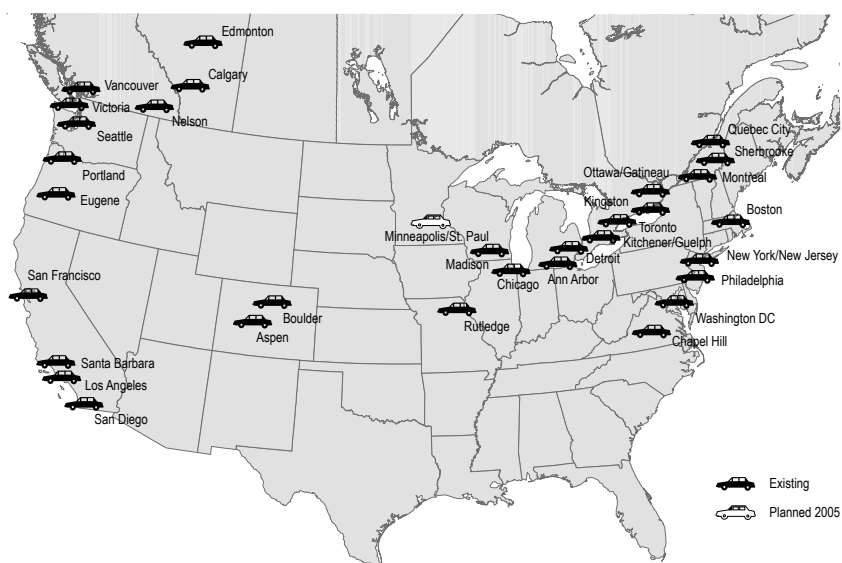 Edmonton
Calgary
Vancouver
Victoria
Nelson
Seattle
Portland
Eugene
Quebec City
Sherbrooke
Ottawa/Gatineau
Montreal
Kingston
Boston
Toronto
Minneapolis/St. Paul
Kitchener/Guelph
Madison
Detroit
New York/New Jersey
Chicago
Ann Arbor
San Francisco
Philadelphia
Boulder
Washington DC
Rutledge
Aspen
Chapel Hill
Santa Barbara
Los Angeles
San Diego
Existing
Planned 2005